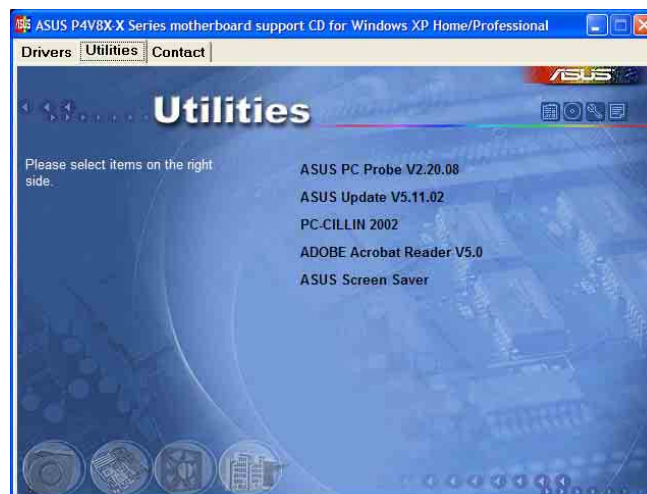 ASUS P4V8X-X Series motherboard support CD for Windows XP Home/Professional
Drivers Utilities Contact
ASUS
Utilities
Please select items on the right
side.
ASUS PC Probe V2.20.08
ASUS Update V5.11.02
PC-CILLIN 2002
ADOBE Acrobat Reader V5.0
ASUS Screen Saver